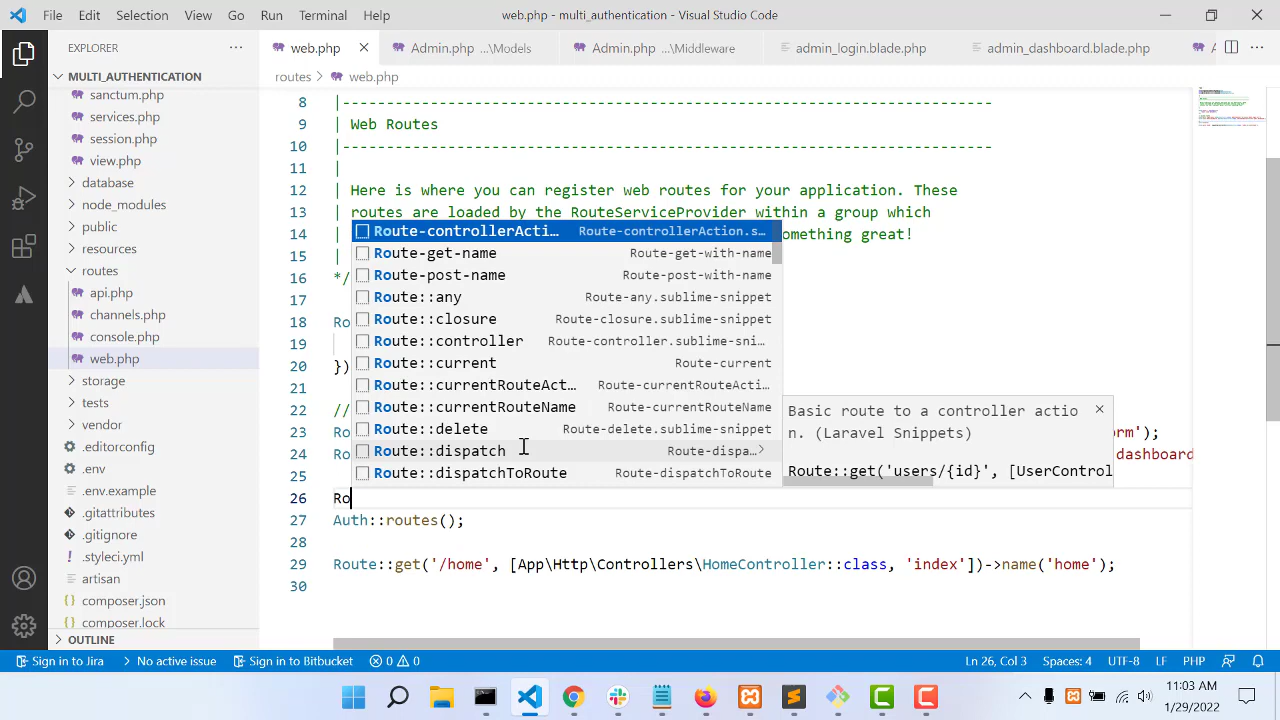 File Edit Selection View Go Run Terminal Help web.php - multi_authentication - Visual Studio Code
EXPLORER
web.php Admin.php ...\Models Admin.php ...\Middleware admin_login.blade.php admin_dashboard.blade.php
MULTI_AUTHENTICATION
routes > web.php
sanctum.php
services.php
session.php
view.php
database
node_modules
public
resources
routes
api.php
channels.php
console.php
web.php
storage
tests
vendor
.editorconfig
.env
.env.example
.gitattributes
.gitignore
.styleci.yml
artisan
composer.json
composer.lock
OUTLINE
8 |--------------------------------------------------------------------------
9 | Web Routes
10 |--------------------------------------------------------------------------
11 |
12 | Here is where you can register web routes for your application. These
13 | routes are loaded by the RouteServiceProvider within a group which
14 | omething great!
15 |
16 */
17
18 Ro
19
20 })
21
22 //
23 Ro rm');
24 Ro dashboard
25
26 Ro
27 Auth::routes();
28
29 Route::get('/home', [App\Http\Controllers\HomeController::class, 'index'])->name('home');
30
Route-controllerActi... Route-controllerAction.s...
Route-get-name Route-get-with-name
Route-post-name Route-post-with-name
Route::any Route-any.sublime-snippet
Route::closure Route-closure.sublime-snippet
Route::controller Route-controller.sublime-sni...
Route::current Route-current
Route::currentRouteAct... Route-currentRouteActi...
Route::currentRouteName Route-currentRouteName
Route::delete Route-delete.sublime-snippet
Route::dispatch Route-dispa...>
Route::dispatchToRoute Route-dispatchToRoute
Basic route to a controller actio
n. (Laravel Snippets)
Route::get('users/{id}', [UserControl
Sign in to Jira No active issue Sign in to Bitbucket 0 0 Ln 26, Col 3 Spaces: 4 UTF-8 LF PHP
11:03 AM
1/29/2022